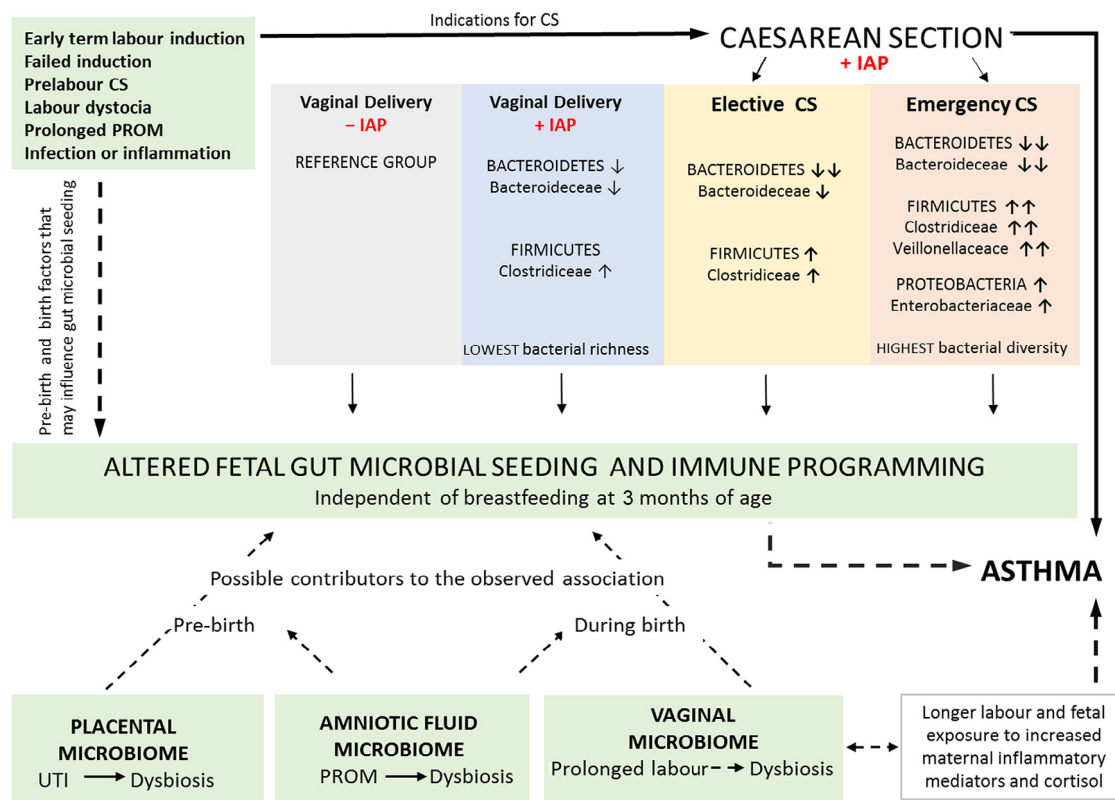 Early term labour induction
Failed induction
Prelabour CS
Labour dystocia
Prolonged PROM
Infection or inflammation
Indications for CS
CAESAREAN SECTION
+ IAP
Vaginal Delivery
– IAP
REFERENCE GROUP
Vaginal Delivery
+ IAP
BACTEROIDETES ↓
Bacteroideceae ↓
FIRMICUTES
Clostridiceae ↑
LOWEST bacterial richness
Elective CS
BACTEROIDETES ↓↓
Bacteroideceae ↓
FIRMICUTES ↑
Clostridiceae ↑
Emergency CS
BACTEROIDETES ↓↓
Bacteroideceae ↓↓
FIRMICUTES ↑↑
Clostridiceae ↑↑
Veillonellaceace ↑↑
PROTEOBACTERIA ↑
Enterobacteriaceae ↑
HIGHEST bacterial diversity
Pre-birth and birth factors that
may influence gut microbial seeding
ALTERED FETAL GUT MICROBIAL SEEDING AND IMMUNE PROGRAMMING
Independent of breastfeeding at 3 months of age
ASTHMA
Possible contributors to the observed association
Pre-birth
During birth
PLACENTAL
MICROBIOME
UTI → Dysbiosis
AMNIOTIC FLUID
MICROBIOME
PROM → Dysbiosis
VAGINAL
MICROBIOME
Prolonged labour --→ Dysbiosis
Longer labour and fetal
exposure to increased
maternal inflammatory
mediators and cortisol